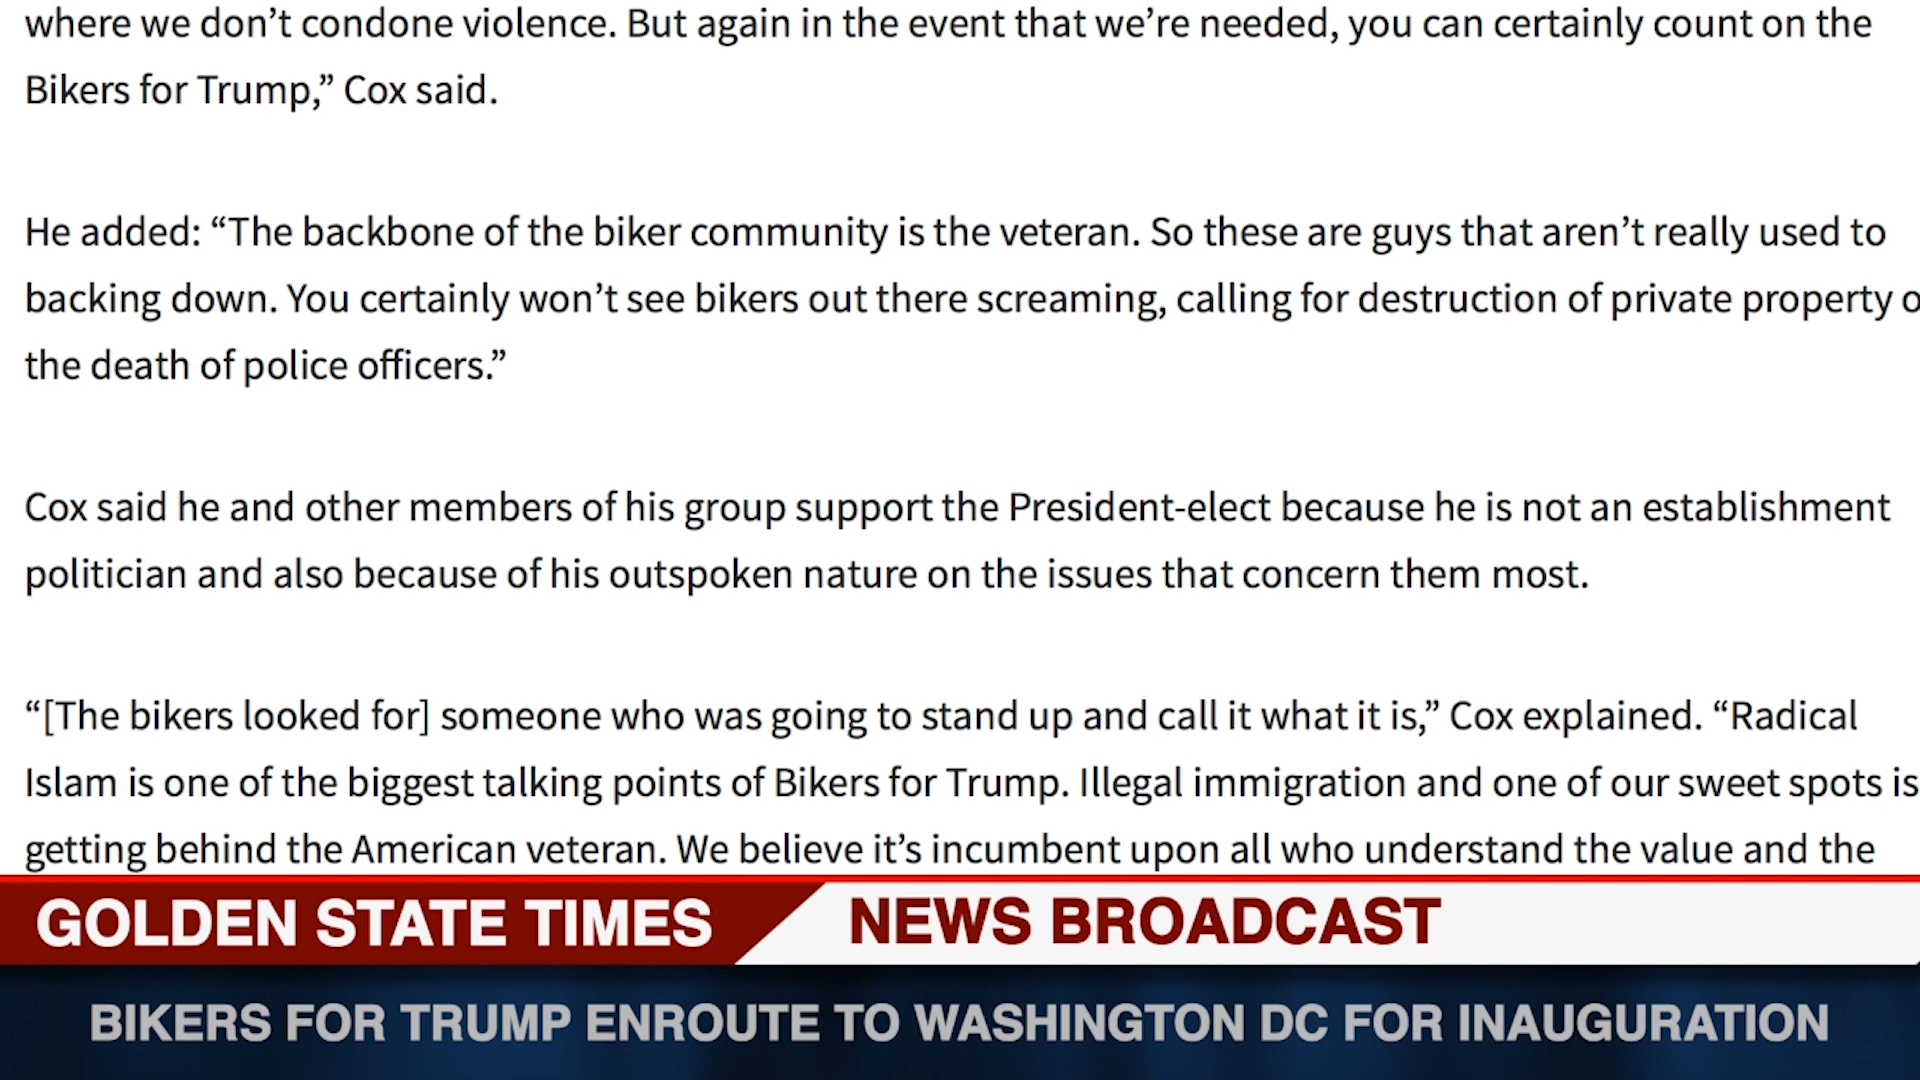 where we don’t condone violence. But again in the event that we’re needed, you can certainly count on the
Bikers for Trump,” Cox said.
He added: “The backbone of the biker community is the veteran. So these are guys that aren’t really used to
backing down. You certainly won’t see bikers out there screaming, calling for destruction of private property
the death of police officers.”
Cox said he and other members of his group support the President-elect because he is not an establishment
politician and also because of his outspoken nature on the issues that concern them most.
“[The bikers looked for] someone who was going to stand up and call it what it is,” Cox explained. “Radical
Islam is one of the biggest talking points of Bikers for Trump. Illegal immigration and one of our sweet spots is
getting behind the American veteran. We believe it’s incumbent upon all who understand the value and the
GOLDEN STATE TIMES NEWS BROADCAST
BIKERS FOR TRUMP ENROUTE TO WASHINGTON DC FOR INAUGURATION